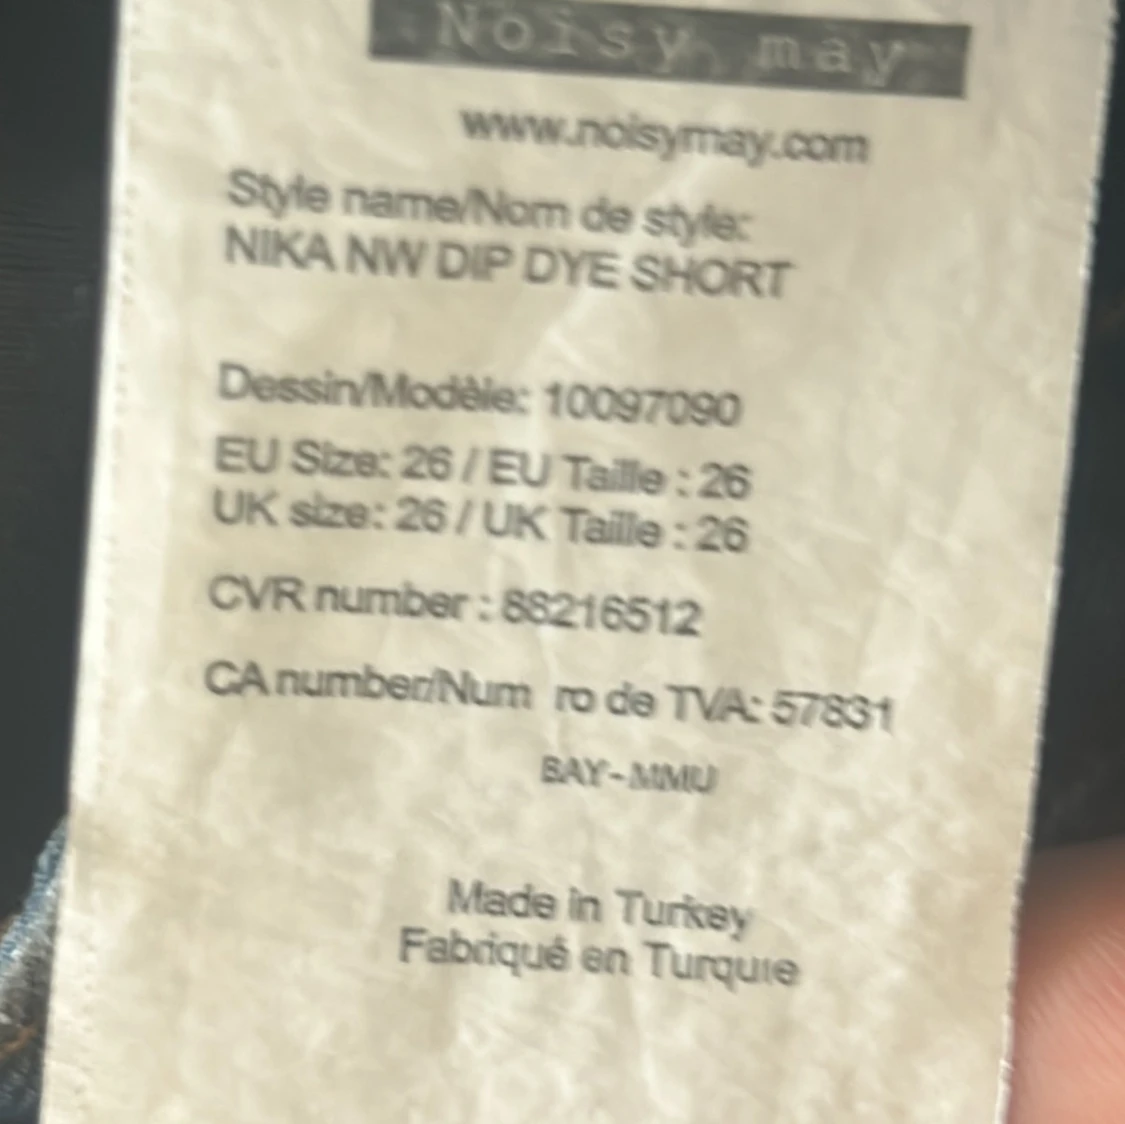 Noisy may
www.noisymay.com
Style name/Nom de style:
NIKA NW DIP DYE SHORT
Dessin/Modèle: 10097090
EU Size: 26 / EU Taille : 26
UK size: 26 / UK Taille : 26
CVR number : 88216512
CA number/Num ro de TVA: 57831
BAY-MMU
Made in Turkey
Fabriqué en Turquie